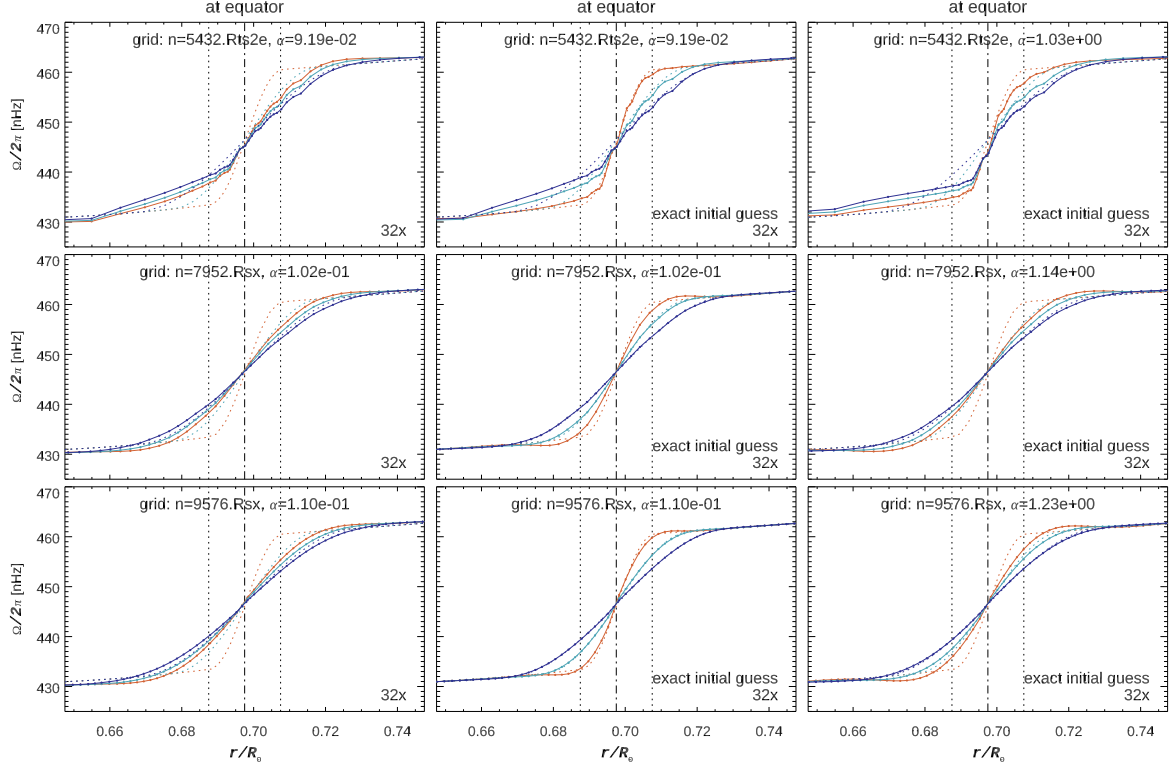 at equator
at equator
at equator
470
460
450
440
430
Ω/2π [nHz]
grid: n=5432.Rts2e, α=9.19e-02
32x
grid: n=5432.Rts2e, α=9.19e-02
exact initial guess
32x
grid: n=5432.Rts2e, α=1.03e+00
exact initial guess
32x
470
460
450
440
430
Ω/2π [nHz]
grid: n=7952.Rsx, α=1.02e-01
32x
grid: n=7952.Rsx, α=1.02e-01
exact initial guess
32x
grid: n=7952.Rsx, α=1.14e+00
exact initial guess
32x
470
460
450
440
430
Ω/2π [nHz]
grid: n=9576.Rsx, α=1.10e-01
32x
grid: n=9576.Rsx, α=1.10e-01
exact initial guess
32x
grid: n=9576.Rsx, α=1.23e+00
exact initial guess
32x
0.66 0.68 0.70 0.72 0.74
0.66 0.68 0.70 0.72 0.74
0.66 0.68 0.70 0.72 0.74
r/R₀
r/R₀
r/R₀